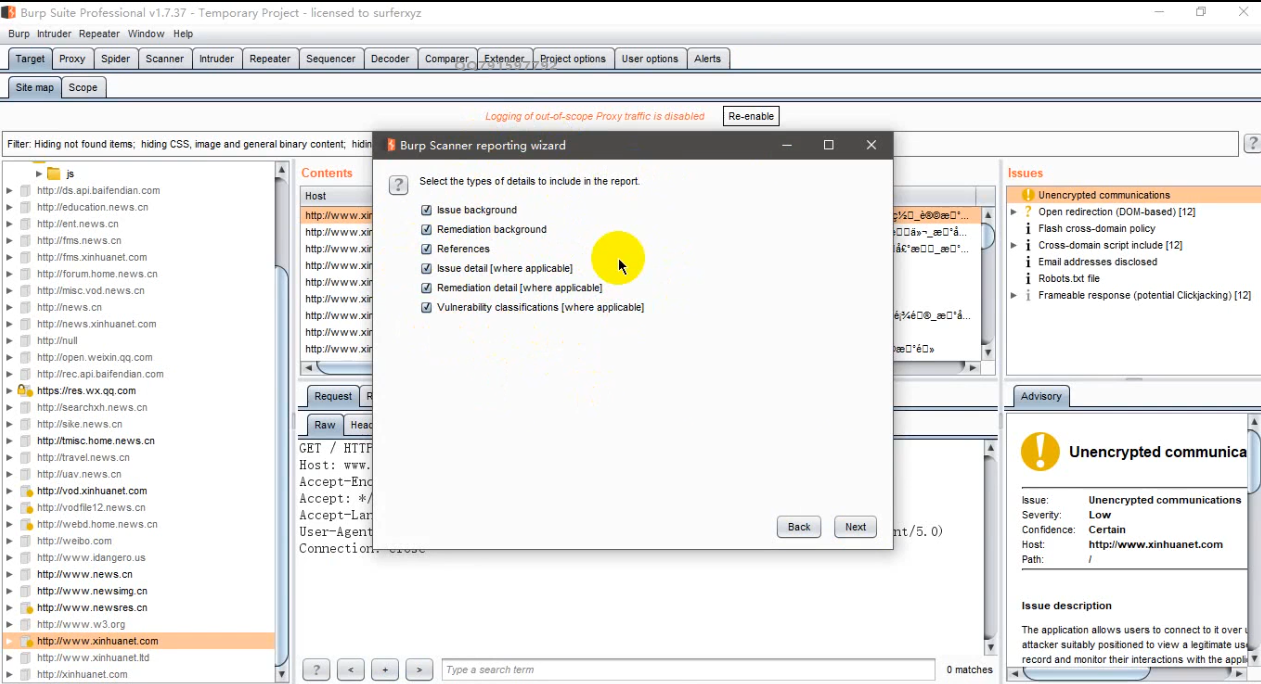 Burp Suite Professional v1.7.37 - Temporary Project - licensed to surferxyz
Burp Intruder Repeater Window Help
Target Proxy Spider Scanner Intruder Repeater Sequencer Decoder Comparer Extender Project options User options Alerts
QQ791597792
Site map Scope
Logging of out-of-scope Proxy traffic is disabled Re-enable
Filter: Hiding not found items; hiding CSS, image and general binary content;
js
http://ds.api.baifendian.com
http://education.news.cn
http://ent.news.cn
http://fms.news.cn
http://fms.xinhuanet.com
http://forum.home.news.cn
http://misc.vod.news.cn
http://news.cn
http://news.xinhuanet.com
http://null
http://open.weixin.qq.com
http://rec.api.baifendian.com
https://res.wx.qq.com
http://searchxh.news.cn
http://sike.news.cn
http://tmisc.home.news.cn
http://travel.news.cn
http://uav.news.cn
http://vod.xinhuanet.com
http://vodfile12.news.cn
http://webd.home.news.cn
http://weibo.com
http://www.idangero.us
http://www.news.cn
http://www.newsimg.cn
http://www.newsres.cn
http://www.w3.org
http://www.xinhuanet.com
http://www.xinhuanet.ltd
http://xinhuanet.com
Contents
Host
http://www.xin
http://www.xin
http://www.xin
http://www.xin
http://www.xin
http://www.xin
http://www.xin
http://www.xin
http://www.xin
Request
Raw Head
GET / HTTP
Host: www.
Accept-Enc
Accept: */
Accept-Lan
User-Agent nt/5.0)
Connection: close
? < + > Type a search term 0 matches
Burp Scanner reporting wizard
? Select the types of details to include in the report.
Issue background
Remediation background
References
Issue detail [where applicable]
Remediation detail [where applicable]
Vulnerability classifications [where applicable]
Back Next
Issues
Unencrypted communications
? Open redirection (DOM-based) [12]
i Flash cross-domain policy
i Cross-domain script include [12]
i Email addresses disclosed
i Robots.txt file
i Frameable response (potential Clickjacking) [12]
Advisory
Unencrypted communica
Issue: Unencrypted communications
Severity: Low
Confidence: Certain
Host: http://www.xinhuanet.com
Path: /
Issue description
The application allows users to connect to it over u
attacker suitably positioned to view a legitimate use
record and monitor their interactions with the appli